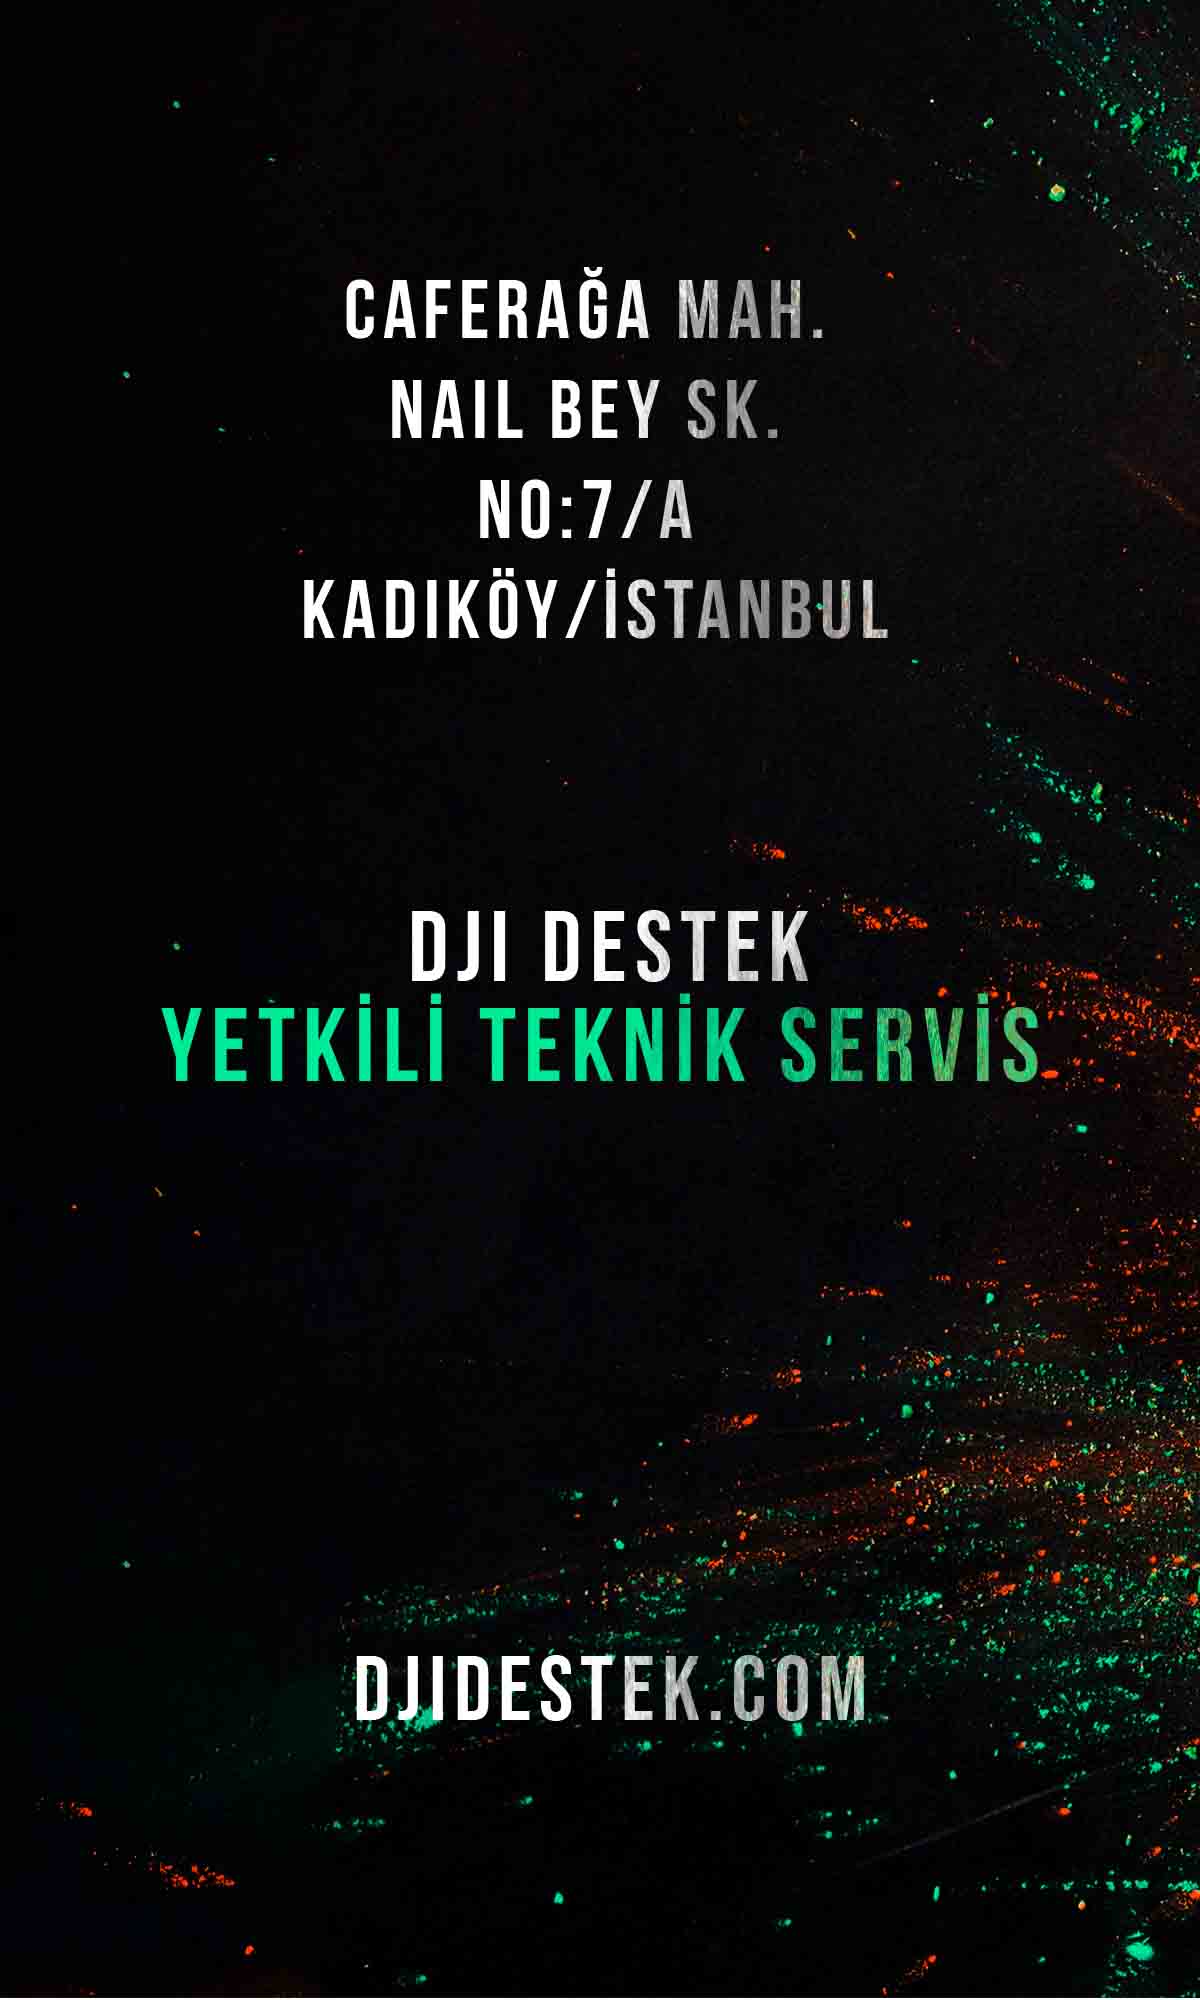 CAFERAĞA MAH.
NAIL BEY SK.
NO:7/A
KADIKÖY/İSTANBUL
DJI DESTEK
YETKİLİ TEKNİK SERVİS
DJIDESTEK.COM